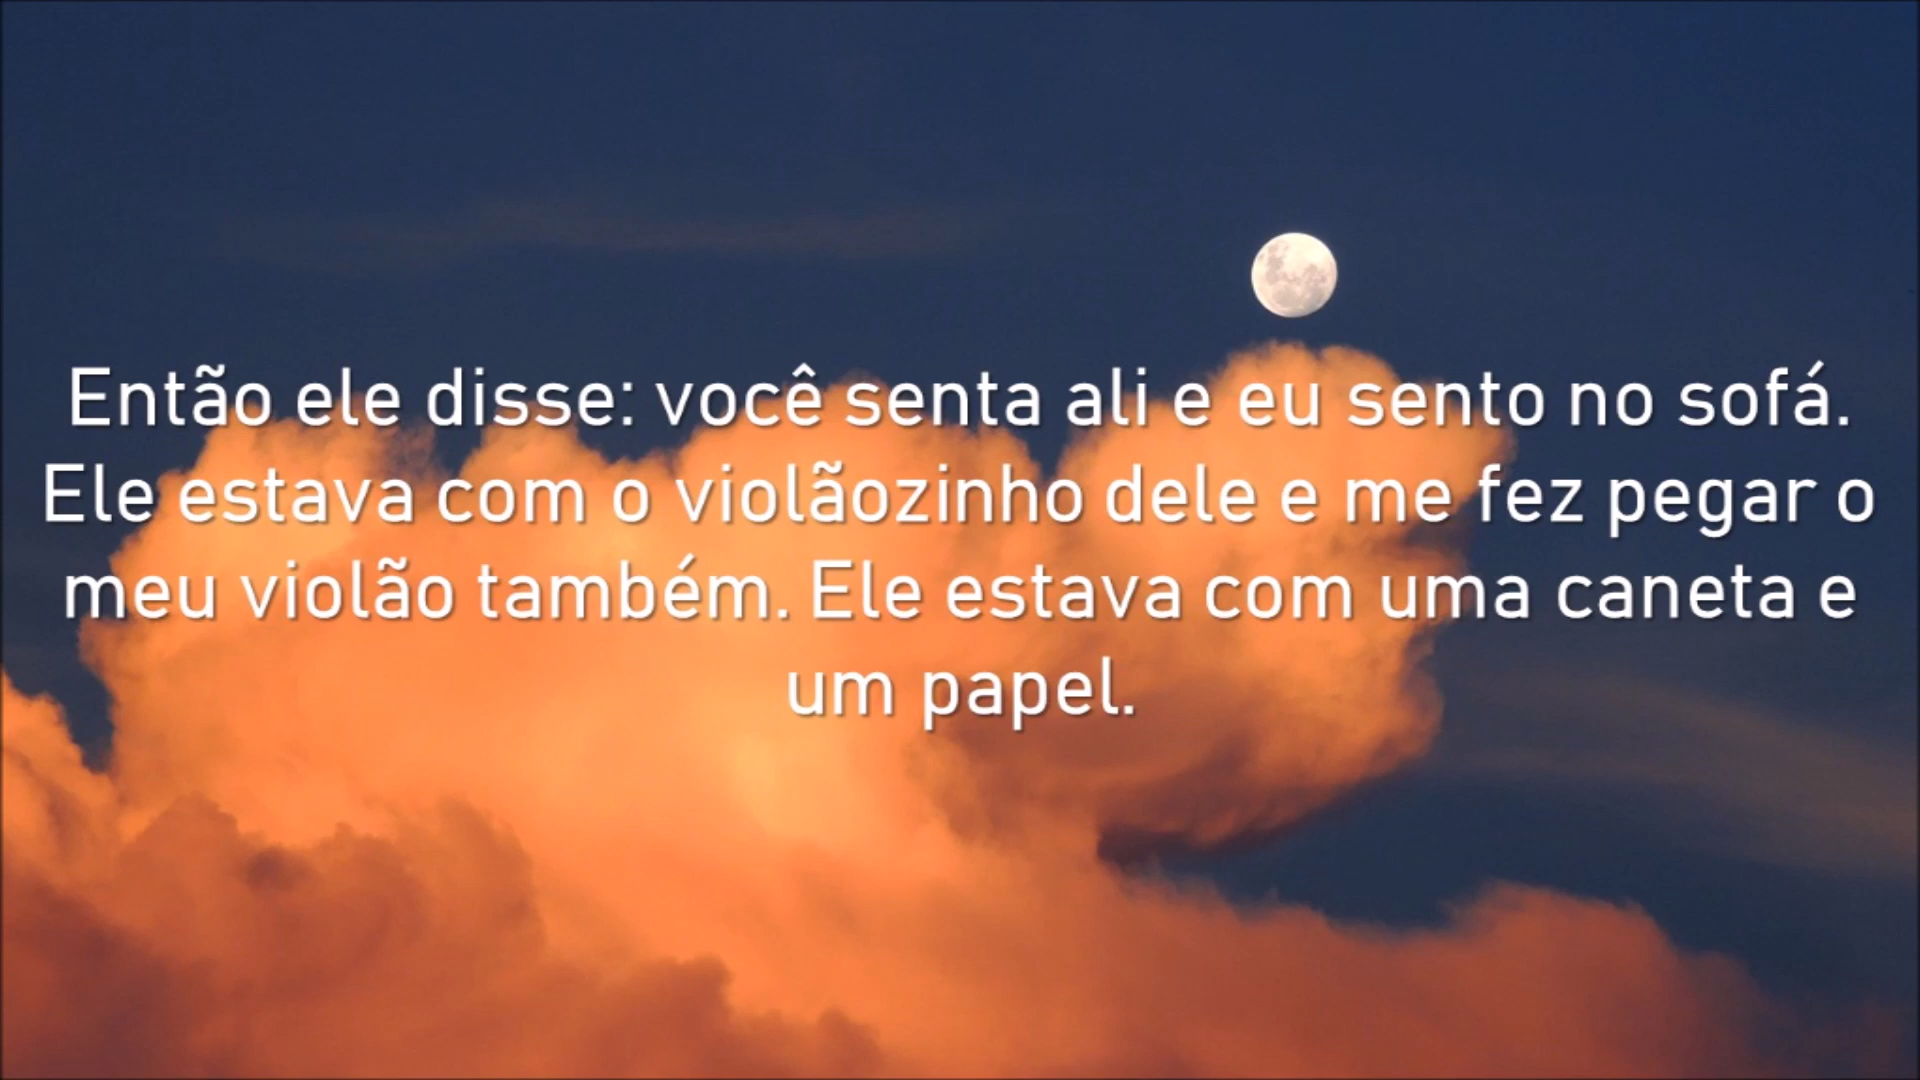 Então ele disse: você senta ali e eu sento no sofá.
Ele estava com o violãozinho dele e me fez pegar o
meu violão também. Ele estava com uma caneta e
um papel.